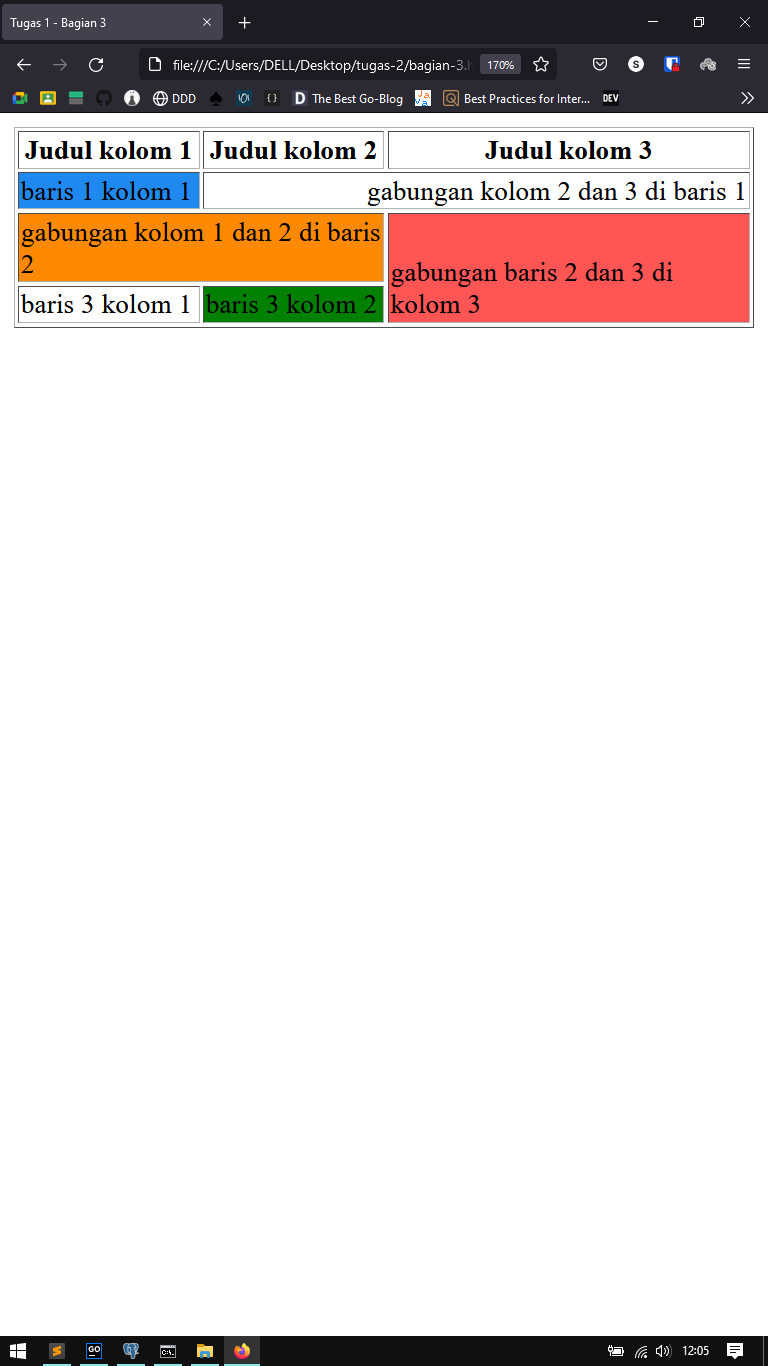 Tugas 1 - Bagian 3
file:///C:/Users/DELL/Desktop/tugas-2/bagian-3.h
170%
S
DDD
{}
D The Best Go-Blog
Best Practices for Inter...
DEV
Judul kolom 1 Judul kolom 2 Judul kolom 3
baris 1 kolom 1 gabungan kolom 2 dan 3 di baris 1
gabungan kolom 1 dan 2 di baris
2
gabungan baris 2 dan 3 di
kolom 3
baris 3 kolom 1 baris 3 kolom 2
GO
C:\.
12:05